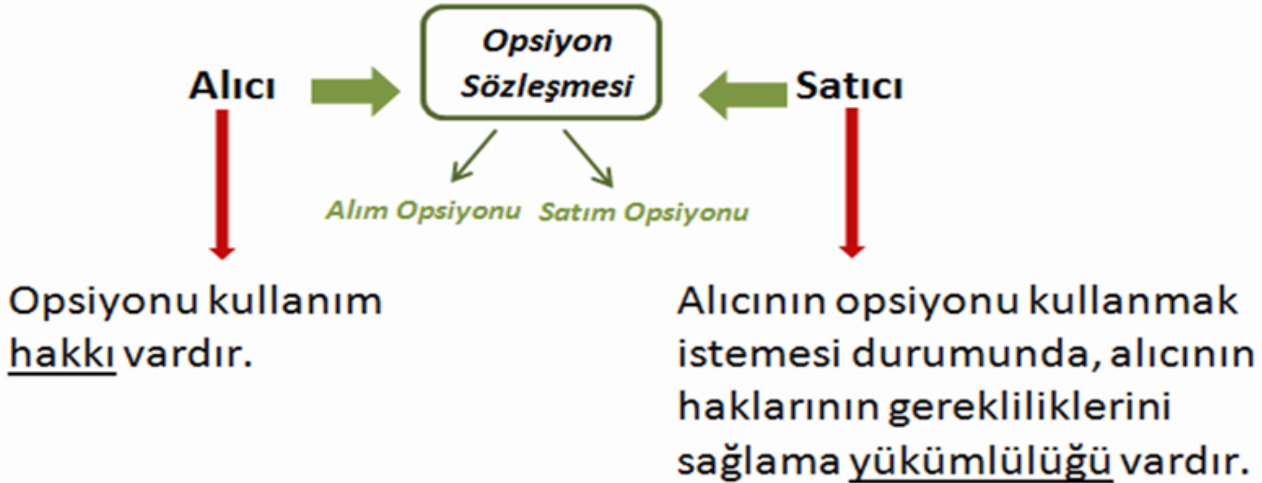 Opsiyon
Sözleşmesi
Alıcı
Satıcı
Alım Opsiyonu
Satım Opsiyonu
Opsiyonu kullanım
hakkı vardır.
Alıcının opsiyonu kullanmak
istemesi durumunda, alıcının
haklarının gerekliliklerini
sağlama yükümlülüğü vardır.